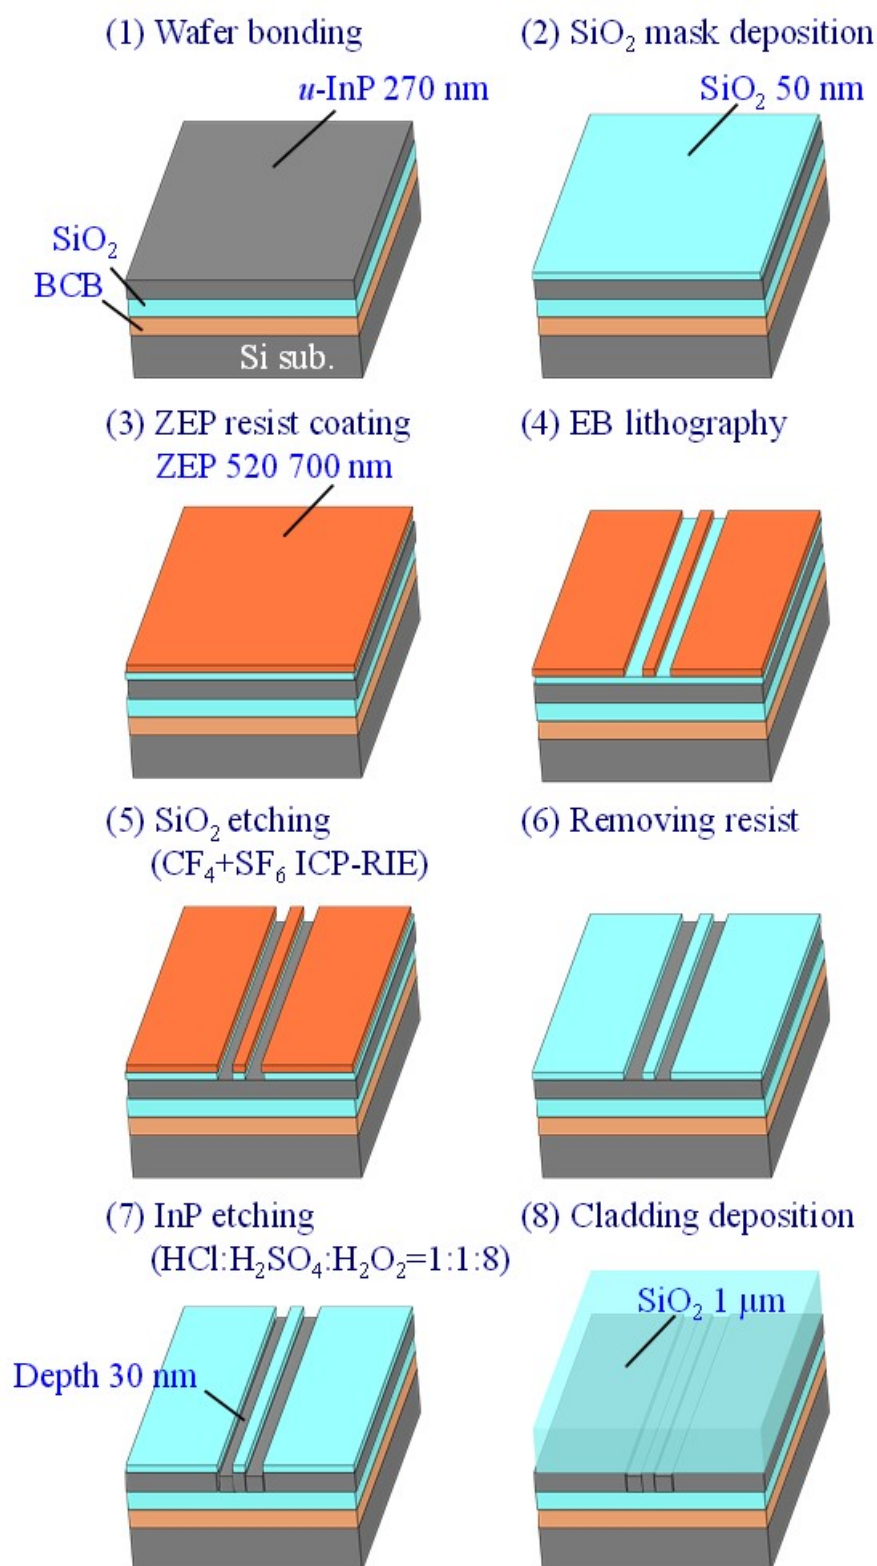 (1) Wafer bonding
(2) SiO₂ mask deposition
u-InP 270 nm
SiO₂ 50 nm
SiO₂
BCB
Si sub.
(3) ZEP resist coating
(4) EB lithography
ZEP 520 700 nm
(5) SiO₂ etching
(CF₄+SF₆ ICP-RIE)
(6) Removing resist
(7) InP etching
(HCl:H₂SO₄:H₂O₂=1:1:8)
(8) Cladding deposition
SiO₂ 1 μm
Depth 30 nm